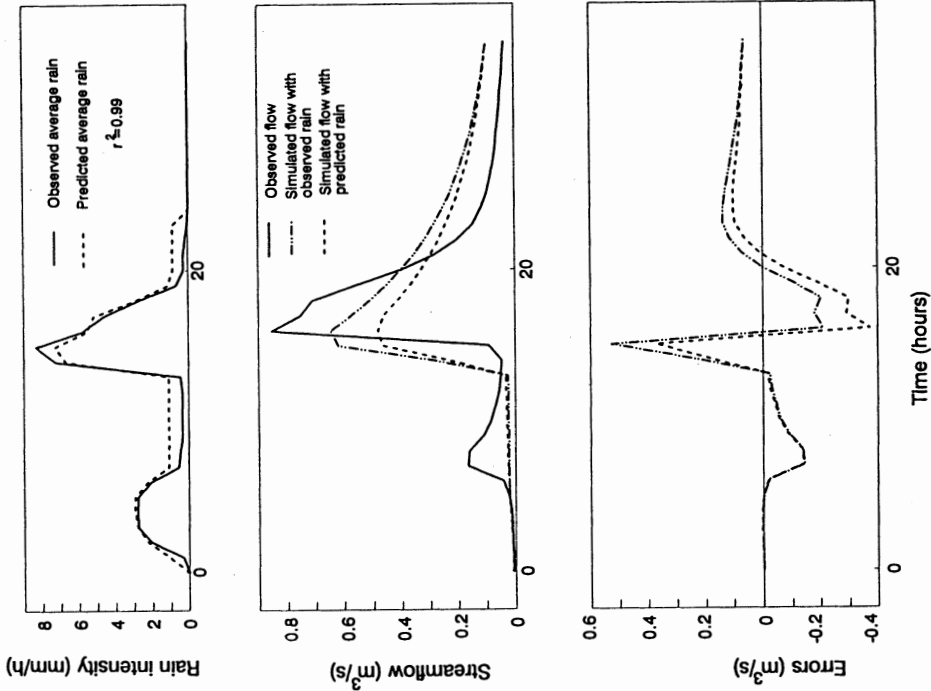 Rain intensity (mm/h)
8
6
4
2
0
Observed average rain
Predicted average rain
r²=0.99
0
20
Streamflow (m³/s)
0.8
0.6
0.4
0.2
0
Observed flow
Simulated flow with
observed rain
Simulated flow with
predicted rain
0
20
Errors (m³/s)
0.6
0.4
0.2
0
-0.2
-0.4
0
20
Time (hours)